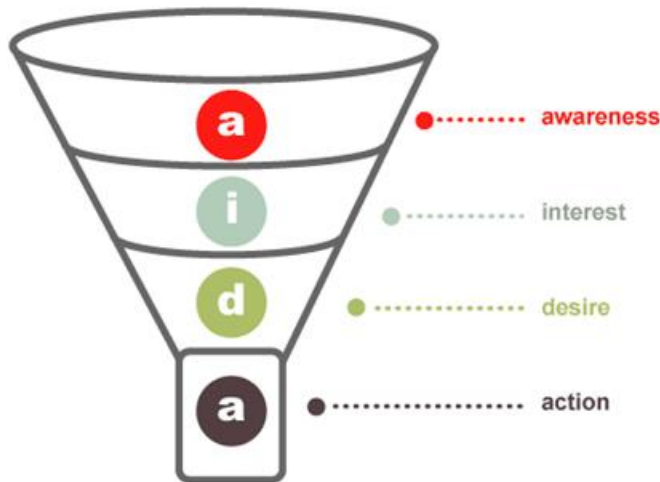 a awareness
i interest
d desire
a action